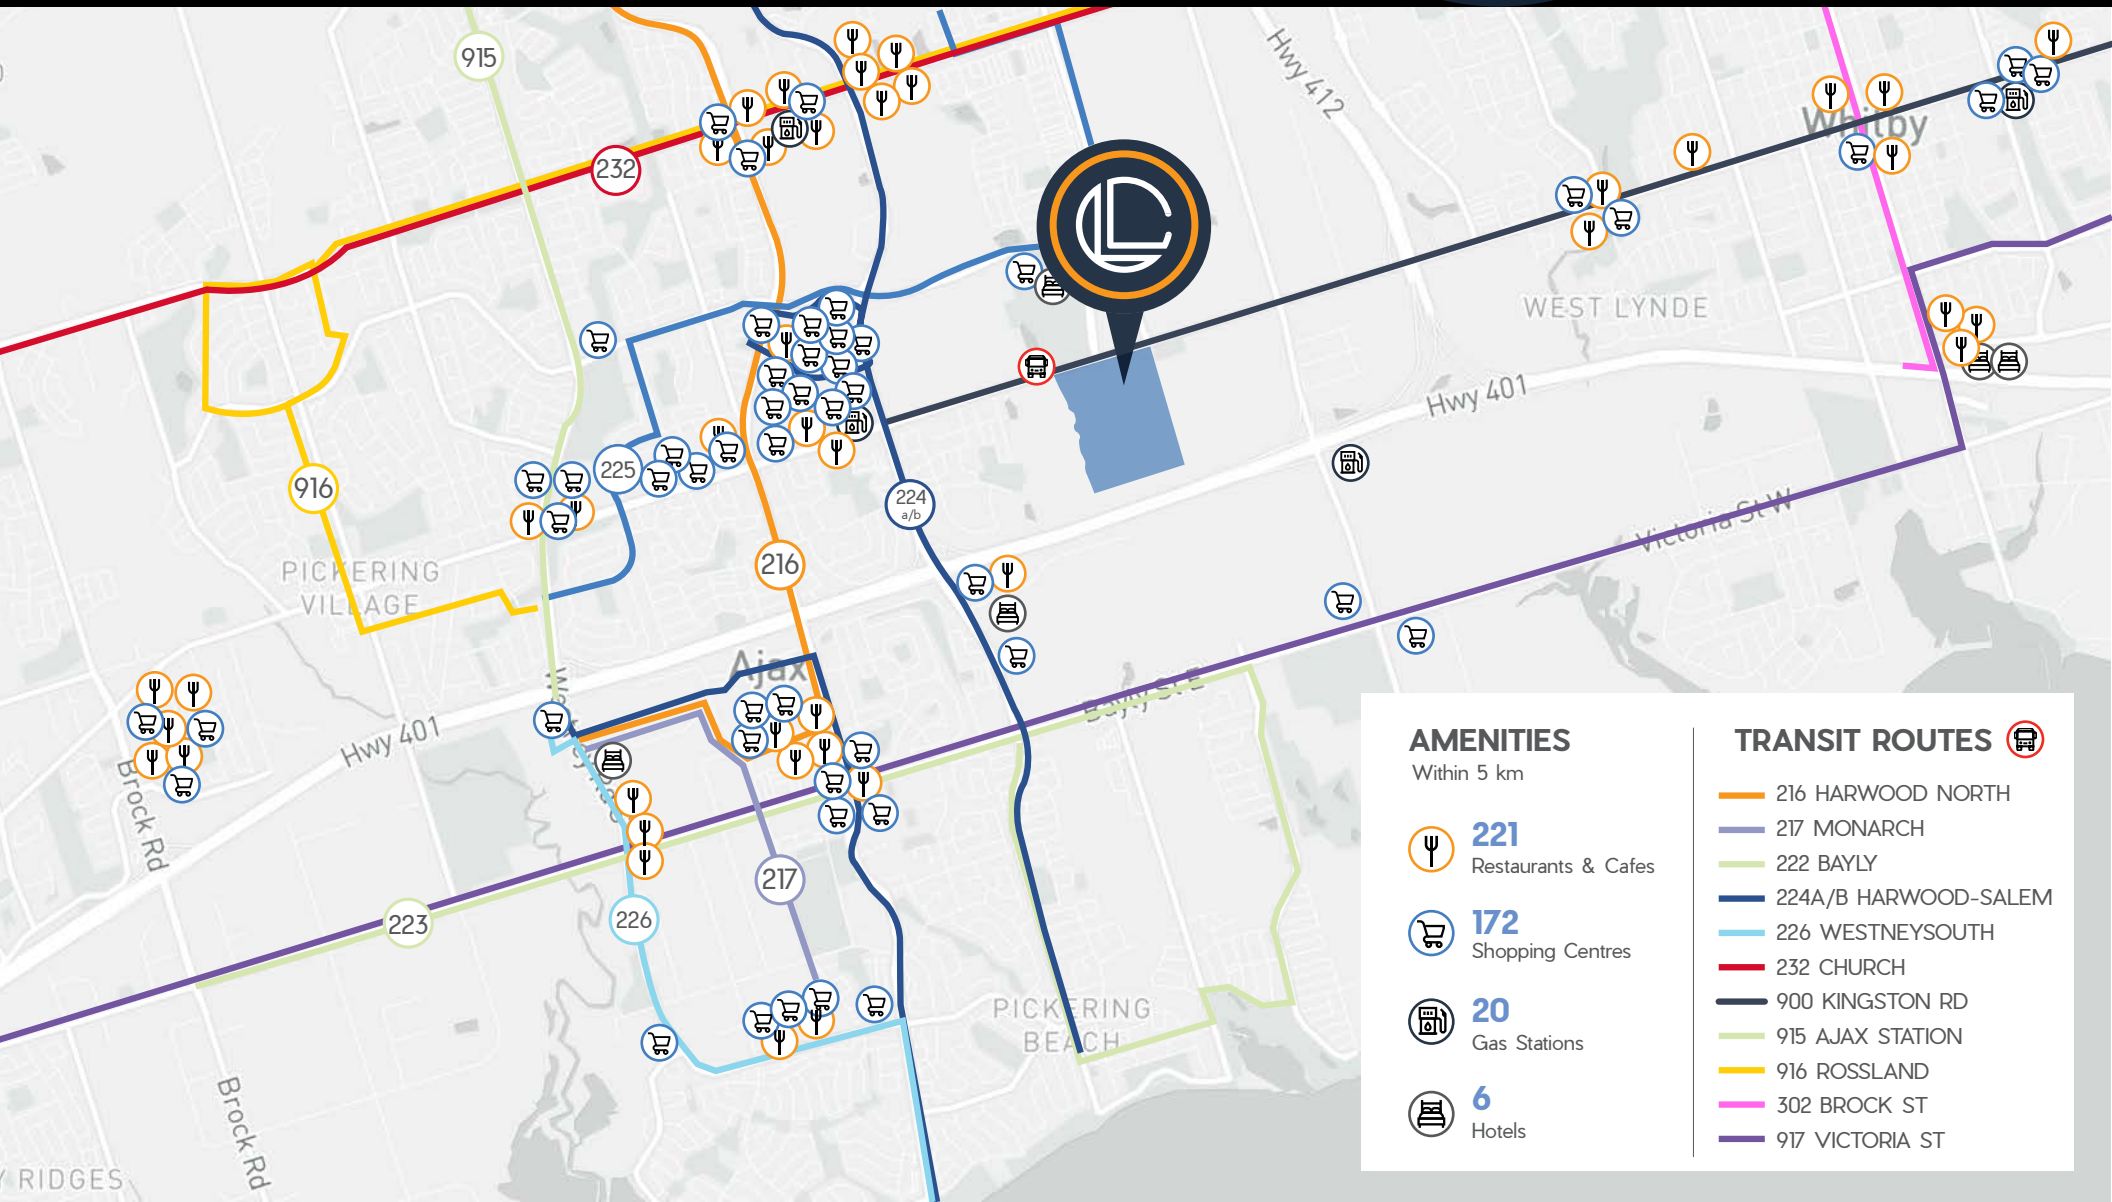 915
Hwy 412
Whitby
232
WEST LYNDE
Hwy 401
225
916
224
a/b
Victoria St W
216
PICKERING
VILLAGE
Ajax
Bayly St E
Hwy 401
Brock Rd
217
223
226
PICKERING
BEACH
Brock Rd
Y RIDGES
AMENITIES
Within 5 km
221
Restaurants & Cafes
172
Shopping Centres
20
Gas Stations
6
Hotels
TRANSIT ROUTES
216 HARWOOD NORTH
217 MONARCH
222 BAYLY
224A/B HARWOOD-SALEM
226 WESTNEYSOUTH
232 CHURCH
900 KINGSTON RD
915 AJAX STATION
916 ROSSLAND
302 BROCK ST
917 VICTORIA ST